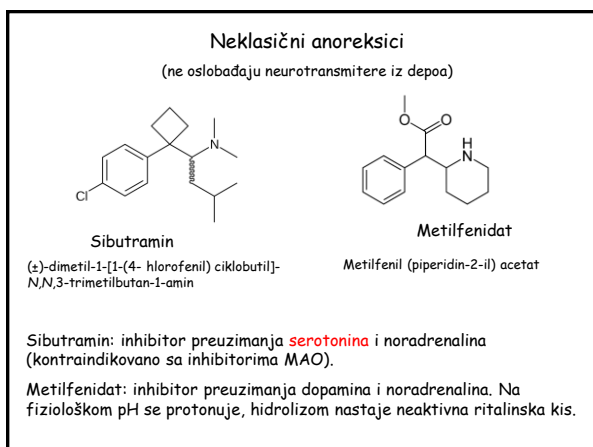 Neklasični anoreksici
(ne oslobađaju neurotransmitere iz depoa)
N
Cl
O
O
H
N
Sibutramin
Metilfenidat
(±)-dimetil-1-[1-(4- hlorofenil) ciklobutil]-
N,N,3-trimetilbutan-1-amin
Metilfenil (piperidin-2-il) acetat
Sibutramin: inhibitor preuzimanja serotonina i noradrenalina
(kontraindikovano sa inhibitorima MAO).
Metilfenidat: inhibitor preuzimanja dopamina i noradrenalina. Na
fiziološkom pH se protonuje, hidrolizom nastaje neaktivna ritalinska kis.